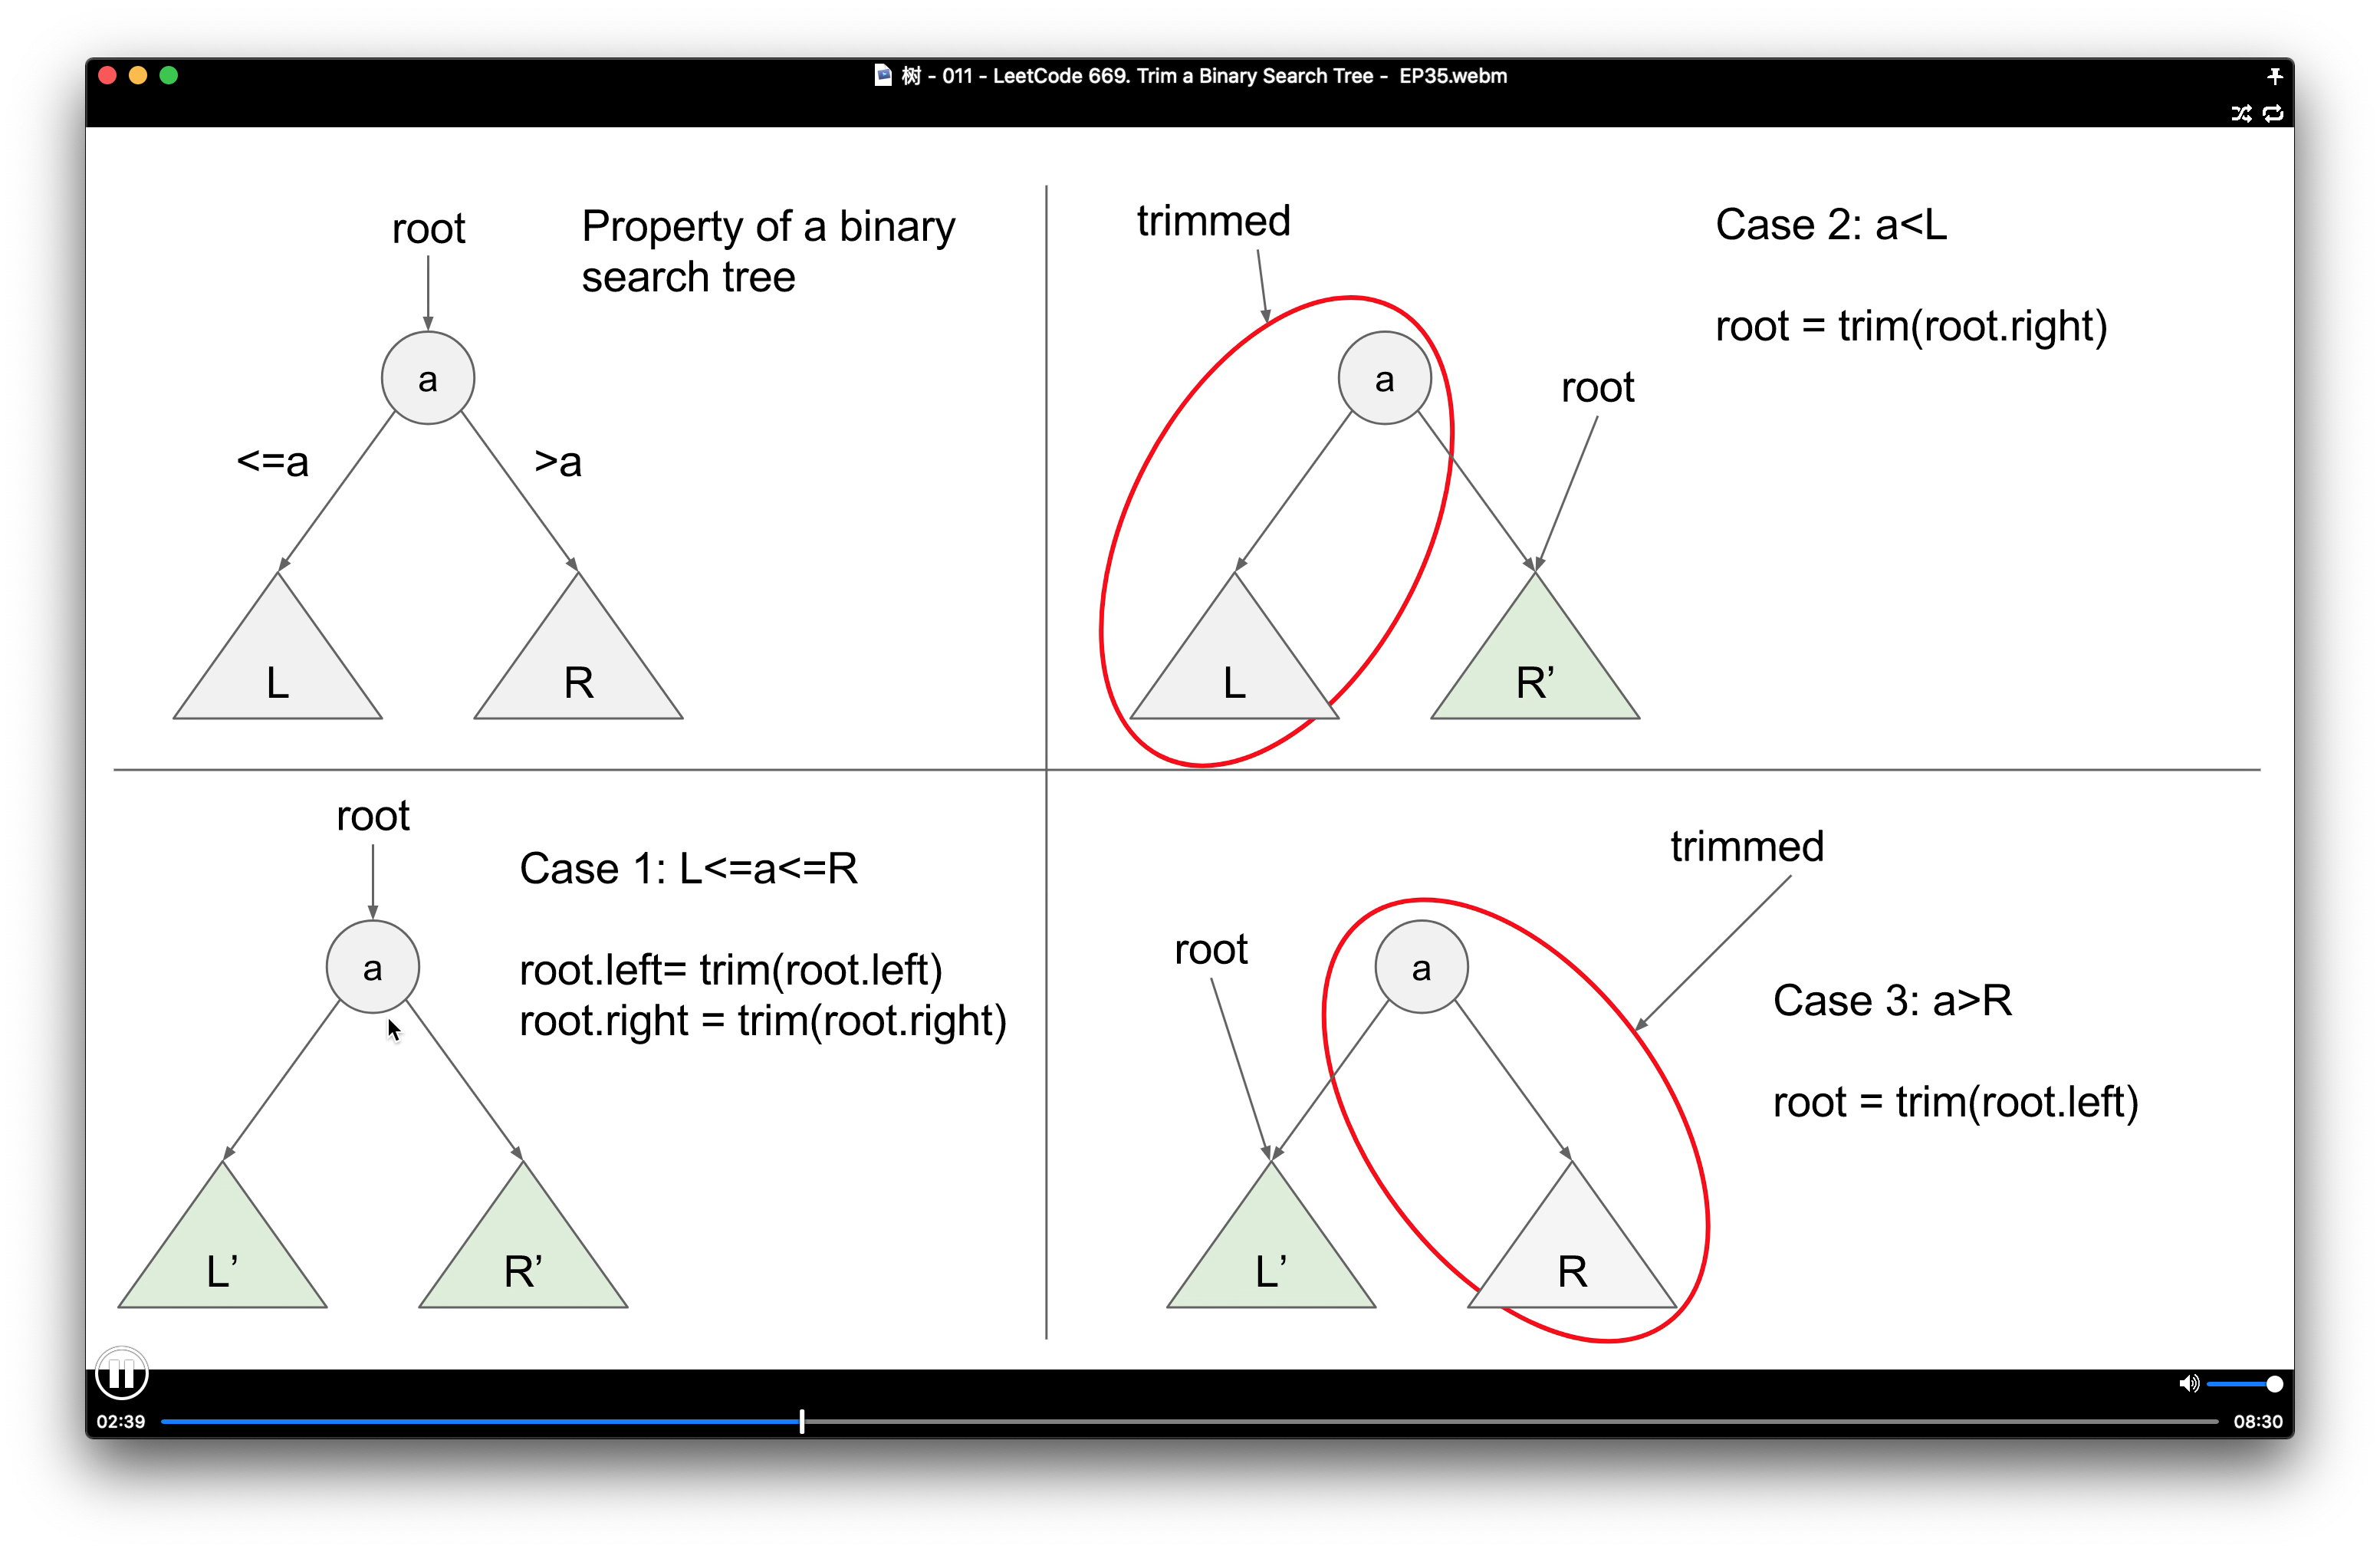 树 - 011 - LeetCode 669. Trim a Binary Search Tree - EP35.webm
root
Property of a binary
search tree
a
<=a
>a
L
R
trimmed
Case 2: a<L
root = trim(root.right)
a
root
L
R’
root
Case 1: L<=a<=R
a
root.left= trim(root.left)
root.right = trim(root.right)
L’
R’
trimmed
root
a
Case 3: a>R
root = trim(root.left)
L’
R
02:39
08:30